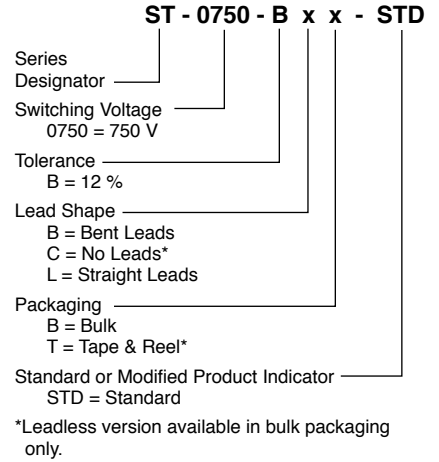 ST - 0750 - B x x - STD
Series
Designator
Switching Voltage
0750 = 750 V
Tolerance
B = 12 %
Lead Shape
B = Bent Leads
C = No Leads*
L = Straight Leads
Packaging
B = Bulk
T = Tape & Reel*
Standard or Modified Product Indicator
STD = Standard
*Leadless version available in bulk packaging
only.